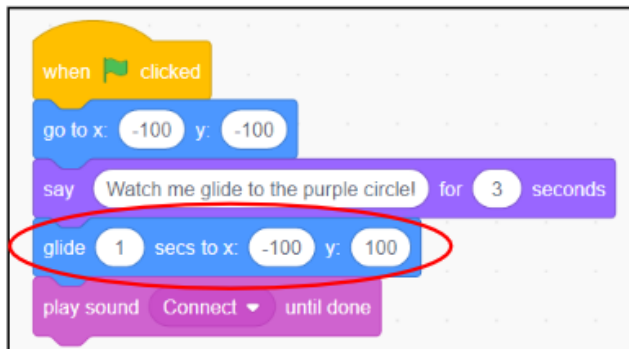 when clicked
go to x: -100 y: -100
say Watch me glide to the purple circle! for 3 seconds
glide 1 secs to x: -100 y: 100
play sound Connect until done